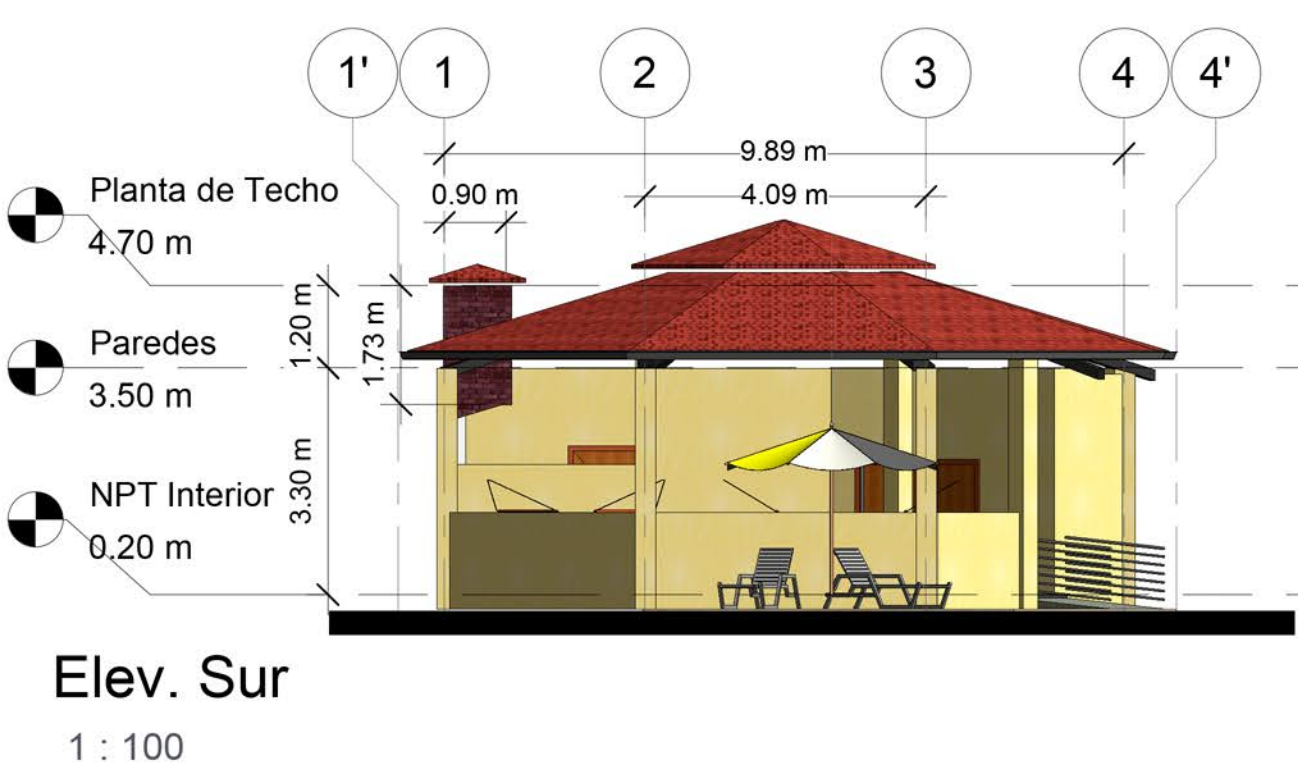 1' 1 2 3 4 4'
9.89 m
Planta de Techo
0.90 m
4.09 m
4.70 m
1.20 m
1.73 m
Paredes
3.50 m
3.30 m
NPT Interior
0.20 m
Elev. Sur
1 : 100